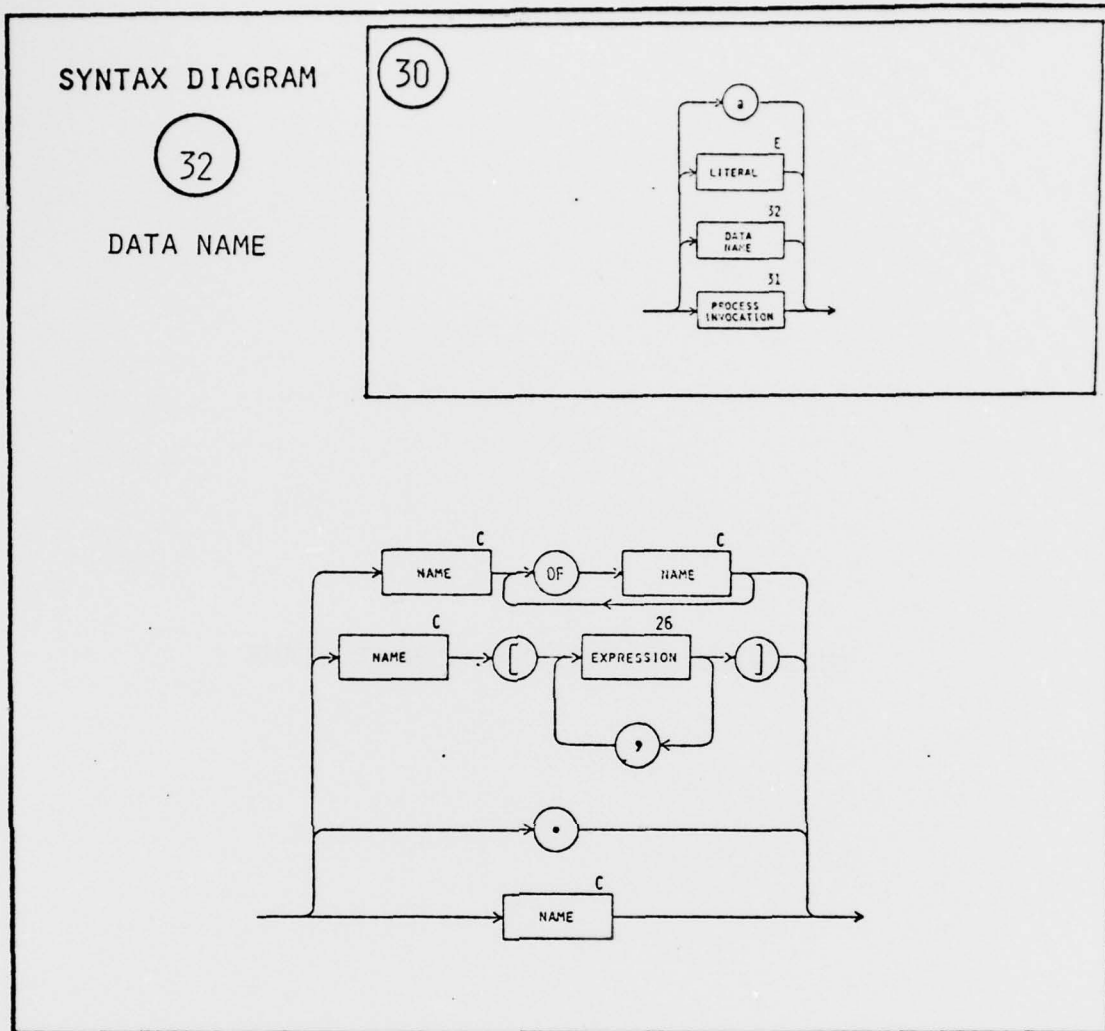 SYNTAX DIAGRAM
32
DATA NAME
30
a
E
LITERAL
32
DATA
NAME
31
PROCESS
INVOCATION
C
NAME
OF
C
NAME
C
NAME
[
26
EXPRESSION
]
,
.
C
NAME